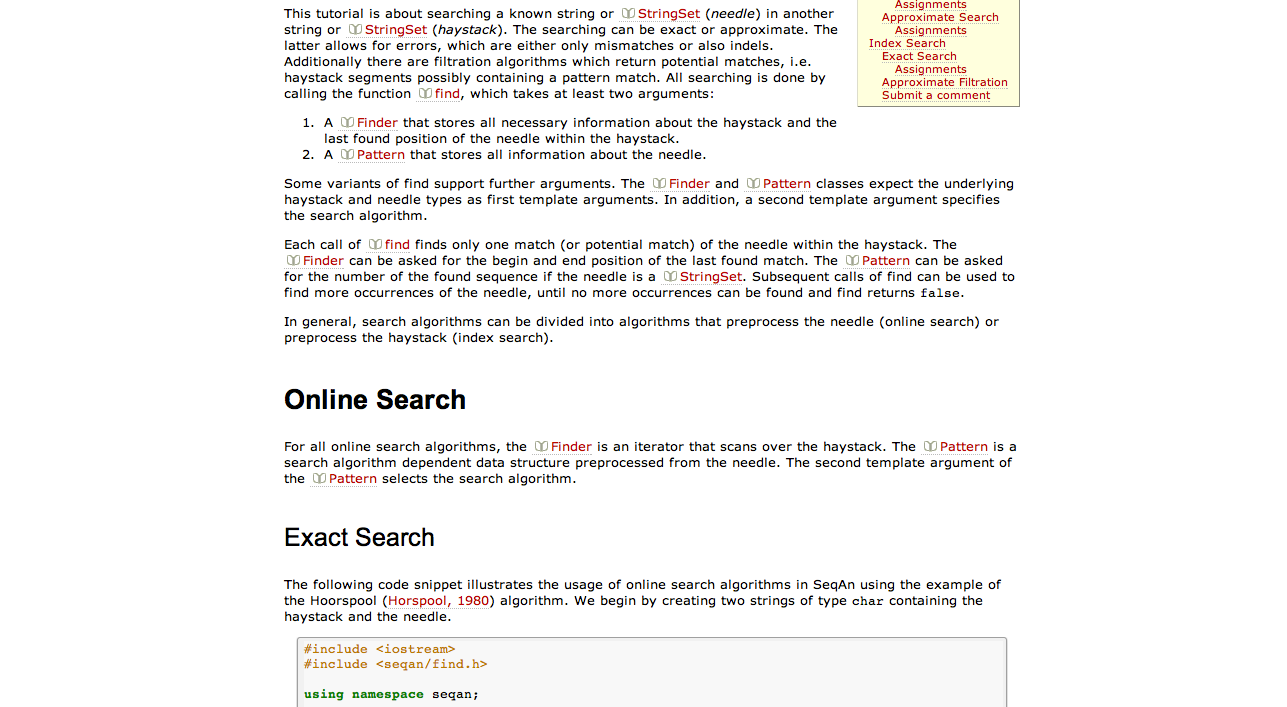 This tutorial is about searching a known string or StringSet (needle) in another
string or StringSet (haystack). The searching can be exact or approximate. The
latter allows for errors, which are either only mismatches or also indels.
Additionally there are filtration algorithms which return potential matches, i.e.
haystack segments possibly containing a pattern match. All searching is done by
calling the function find, which takes at least two arguments:
1. A Finder that stores all necessary information about the haystack and the
last found position of the needle within the haystack.
2. A Pattern that stores all information about the needle.
Assignments
Approximate Search
Assignments
Index Search
Exact Search
Assignments
Approximate Filtration
Submit a comment
Some variants of find support further arguments. The Finder and Pattern classes expect the underlying
haystack and needle types as first template arguments. In addition, a second template argument specifies
the search algorithm.
Each call of find finds only one match (or potential match) of the needle within the haystack. The
Finder can be asked for the begin and end position of the last found match. The Pattern can be asked
for the number of the found sequence if the needle is a StringSet. Subsequent calls of find can be used to
find more occurrences of the needle, until no more occurrences can be found and find returns false.
In general, search algorithms can be divided into algorithms that preprocess the needle (online search) or
preprocess the haystack (index search).
Online Search
For all online search algorithms, the Finder is an iterator that scans over the haystack. The Pattern is a
search algorithm dependent data structure preprocessed from the needle. The second template argument of
the Pattern selects the search algorithm.
Exact Search
The following code snippet illustrates the usage of online search algorithms in SeqAn using the example of
the Hoorspool (Horspool, 1980) algorithm. We begin by creating two strings of type char containing the
haystack and the needle.
#include <iostream>
#include <seqan/find.h>
using namespace seqan;